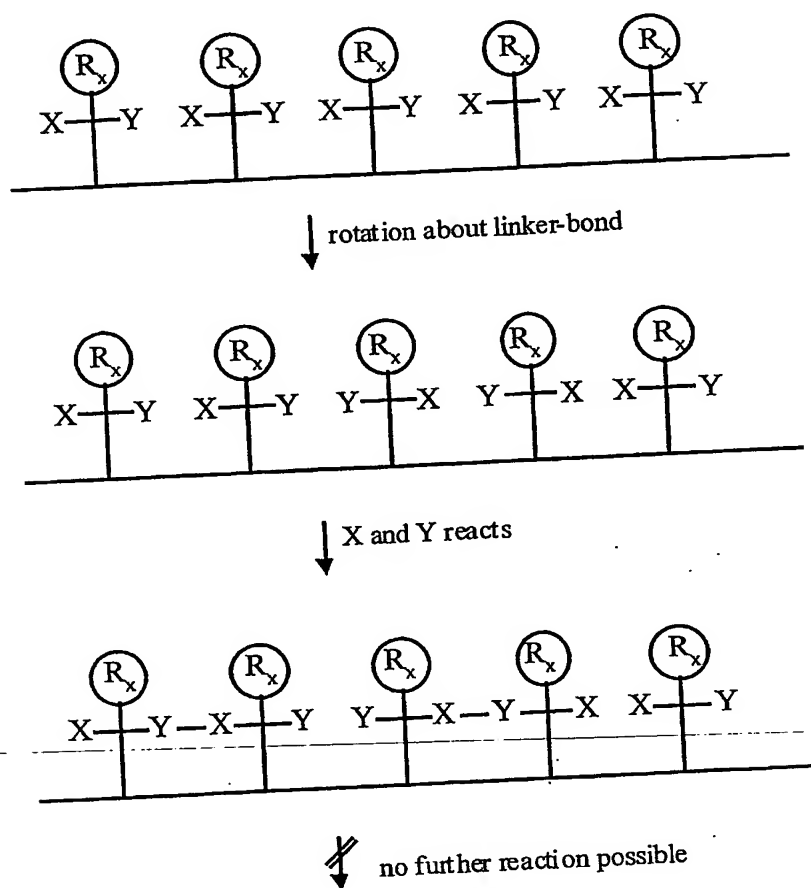 Rx Rx Rx Rx Rx
X Y X Y X Y X Y X Y
rotation about linker-bond
Rx Rx Rx Rx Rx
X Y X Y Y X Y X X Y
X and Y reacts
Rx Rx Rx Rx Rx
X Y X Y Y X Y X X Y
no further reaction possible